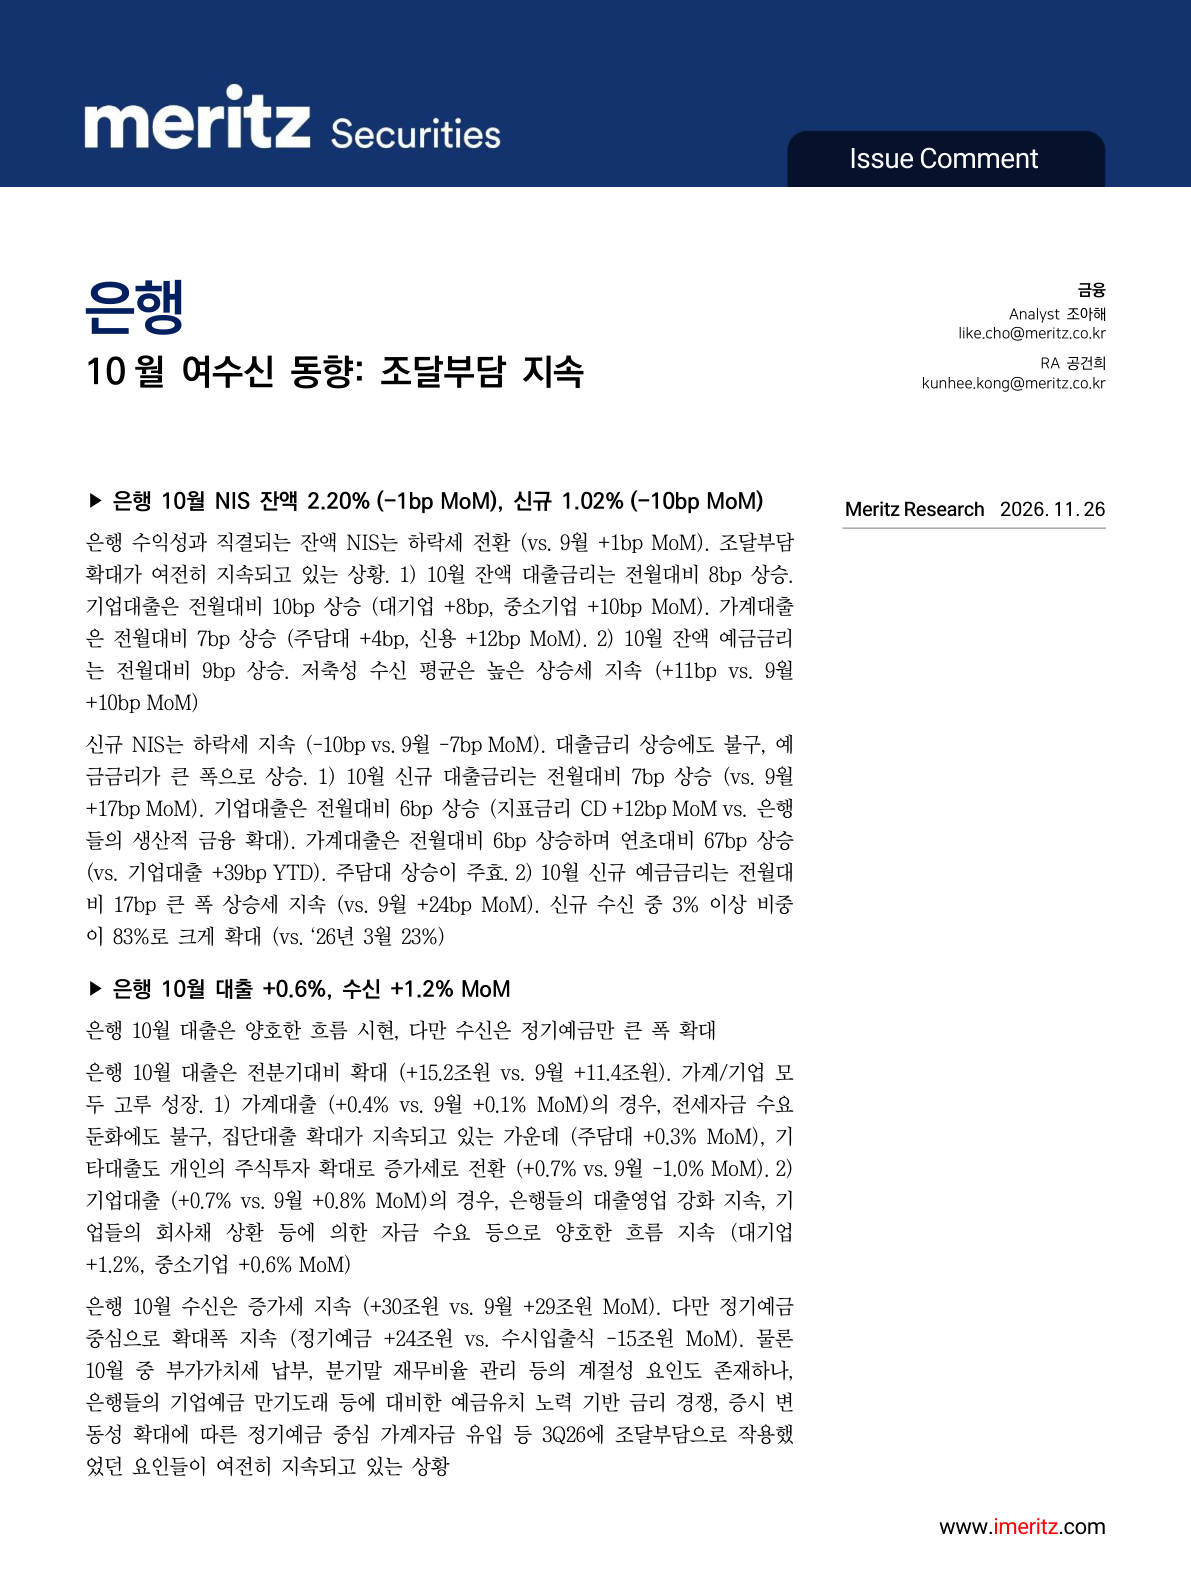 meritz Securities
Issue Comment
은행
10월 여수신 동향: 조달부담 지속
금융
Analyst 조아해
like.cho@meritz.co.kr
RA 공건희
kunhee.kong@meritz.co.kr
Meritz Research 2026. 11. 26
▶ 은행 10월 NIS 잔액 2.20% (-1bp MoM), 신규 1.02% (-10bp MoM)
은행 수익성과 직결되는 잔액 NIS는 하락세 전환 (vs. 9월 +1bp MoM). 조달부담
확대가 여전히 지속되고 있는 상황. 1) 10월 잔액 대출금리는 전월대비 8bp 상승.
기업대출은 전월대비 10bp 상승 (대기업 +8bp, 중소기업 +10bp MoM). 가계대출
은 전월대비 7bp 상승 (주담대 +4bp, 신용 +12bp MoM). 2) 10월 잔액 예금금리
는 전월대비 9bp 상승. 저축성 수신 평균은 높은 상승세 지속 (+11bp vs. 9월
+10bp MoM)
신규 NIS는 하락세 지속 (-10bp vs. 9월 -7bp MoM). 대출금리 상승에도 불구, 예
금금리가 큰 폭으로 상승. 1) 10월 신규 대출금리는 전월대비 7bp 상승 (vs. 9월
+17bp MoM). 기업대출은 전월대비 6bp 상승 (지표금리 CD +12bp MoM vs. 은행
들의 생산적 금융 확대). 가계대출은 전월대비 6bp 상승하며 연초대비 67bp 상승
(vs. 기업대출 +39bp YTD). 주담대 상승이 주효. 2) 10월 신규 예금금리는 전월대
비 17bp 큰 폭 상승세 지속 (vs. 9월 +24bp MoM). 신규 수신 중 3% 이상 비중
이 83%로 크게 확대 (vs. ‘26년 3월 23%)
▶ 은행 10월 대출 +0.6%, 수신 +1.2% MoM
은행 10월 대출은 양호한 흐름 시현, 다만 수신은 정기예금만 큰 폭 확대
은행 10월 대출은 전분기대비 확대 (+15.2조원 vs. 9월 +11.4조원). 가계/기업 모
두 고루 성장. 1) 가계대출 (+0.4% vs. 9월 +0.1% MoM)의 경우, 전세자금 수요
둔화에도 불구, 집단대출 확대가 지속되고 있는 가운데 (주담대 +0.3% MoM), 기
타대출도 개인의 주식투자 확대로 증가세로 전환 (+0.7% vs. 9월 -1.0% MoM). 2)
기업대출 (+0.7% vs. 9월 +0.8% MoM)의 경우, 은행들의 대출영업 강화 지속, 기
업들의 회사채 상환 등에 의한 자금 수요 등으로 양호한 흐름 지속 (대기업
+1.2%, 중소기업 +0.6% MoM)
은행 10월 수신은 증가세 지속 (+30조원 vs. 9월 +29조원 MoM). 다만 정기예금
중심으로 확대폭 지속 (정기예금 +24조원 vs. 수시입출식 -15조원 MoM). 물론
10월 중 부가가치세 납부, 분기말 재무비율 관리 등의 계절성 요인도 존재하나,
은행들의 기업예금 만기도래 등에 대비한 예금유치 노력 기반 금리 경쟁, 증시 변
동성 확대에 따른 정기예금 중심 가계자금 유입 등 3Q26에 조달부담으로 작용했
었던 요인들이 여전히 지속되고 있는 상황
www.imeritz.com